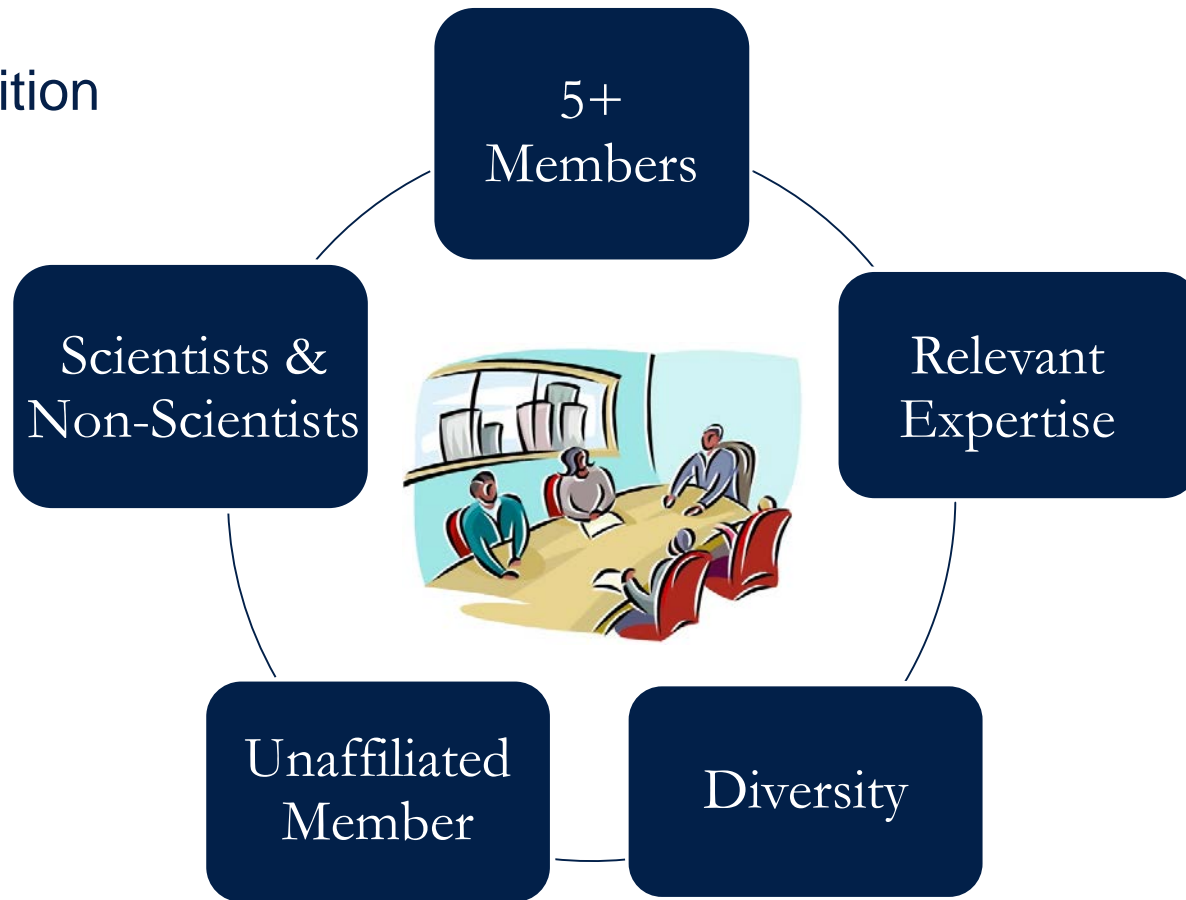 ition
5+
Members
Scientists &
Non-Scientists
Relevant
Expertise
Unaffiliated
Member
Diversity